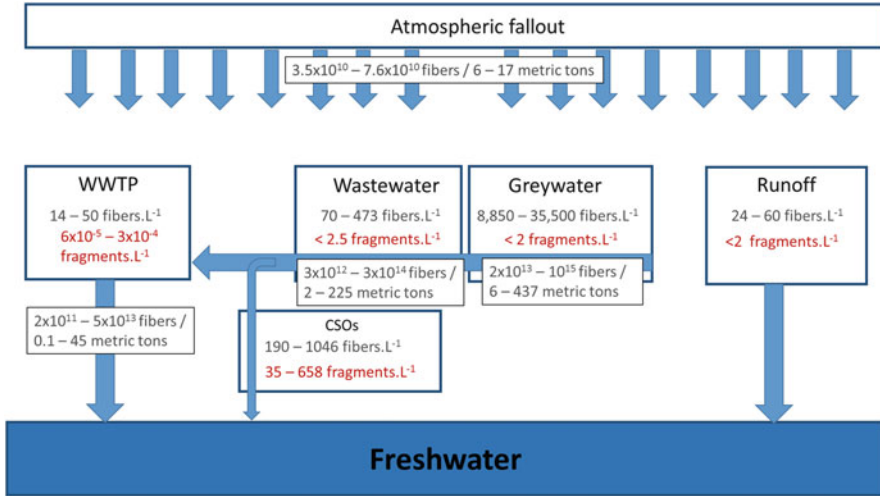 Atmospheric fallout
3.5x10¹⁰ – 7.6x10¹⁰ fibers / 6 – 17 metric tons
WWTP
14 – 50 fibers.L⁻¹
6x10⁻⁵ – 3x10⁻⁴
fragments.L⁻¹
2x10¹¹ – 5x10¹³ fibers /
0.1 – 45 metric tons
Wastewater
70 – 473 fibers.L⁻¹
< 2.5 fragments.L⁻¹
3x10¹² – 3x10¹⁴ fibers /
2 – 225 metric tons
Greywater
8,850 – 35,500 fibers.L⁻¹
< 2 fragments.L⁻¹
2x10¹³ – 10¹⁵ fibers /
6 – 437 metric tons
CSOs
190 – 1046 fibers.L⁻¹
35 – 658 fragments.L⁻¹
Runoff
24 – 60 fibers.L⁻¹
<2 fragments.L⁻¹
Freshwater